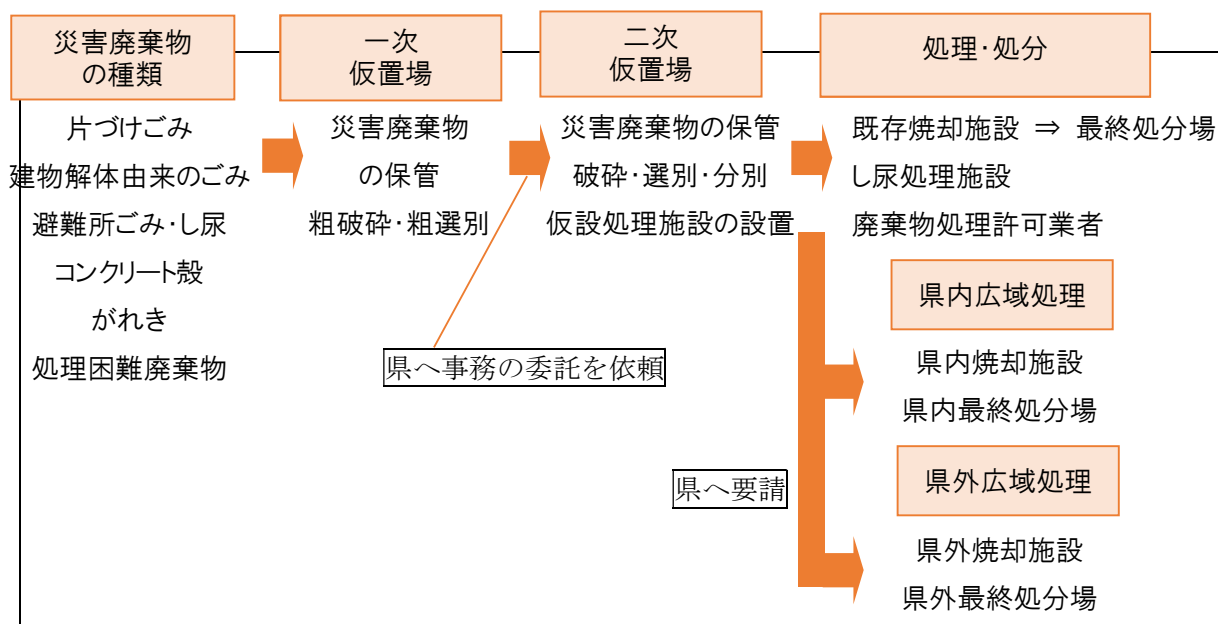 災害廃棄物
の種類
片づけごみ
建物解体由来のごみ
避難所ごみ・し尿
コンクリート殻
がれき
処理困難廃棄物
一次
仮置場
災害廃棄物
の保管
粗破砕・粗選別
県へ事務の委託を依頼
二次
仮置場
災害廃棄物の保管
破砕・選別・分別
仮設処理施設の設置
県へ要請
処理・処分
既存焼却施設 ⇒ 最終処分場
し尿処理施設
廃棄物処理許可業者
県内広域処理
県内焼却施設
県内最終処分場
県外広域処理
県外焼却施設
県外最終処分場